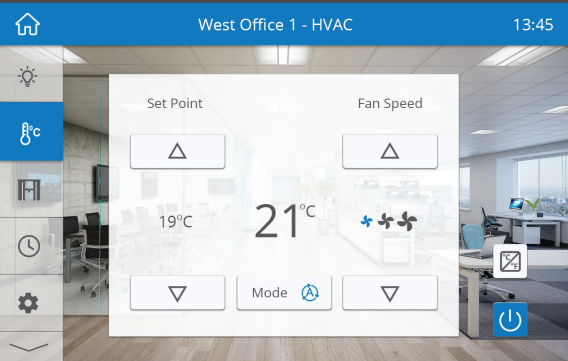 West Office 1 - HVAC
13:45
°C
Set Point
Fan Speed
19°C
21°C
Mode
A
°C
°F